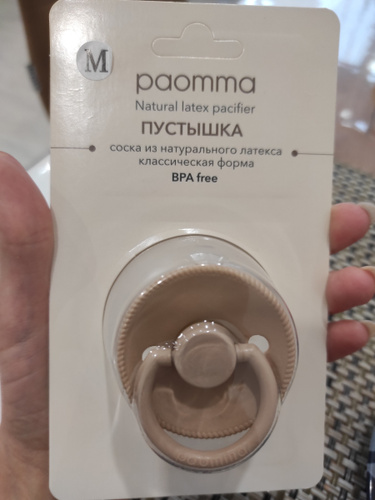 M
paomma
Natural latex pacifier
ПУСТЫШКА
соска из натурального латекса
классическая форма
BPA free